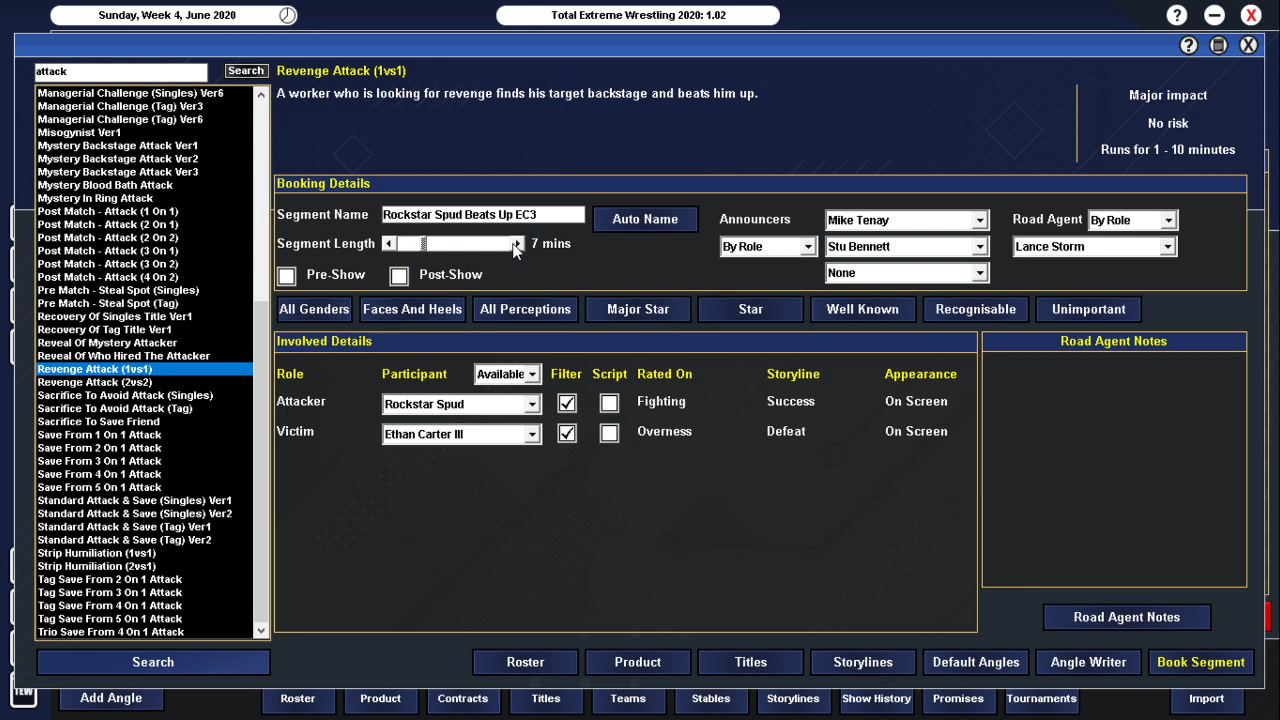 Sunday, Week 4, June 2020
Total Extreme Wrestling 2020: 1.02
attack
Search
Managerial Challenge (Singles) Ver6
Managerial Challenge (Tag) Ver3
Managerial Challenge (Tag) Ver6
Misogynist Ver1
Mystery Backstage Attack Ver1
Mystery Backstage Attack Ver2
Mystery Backstage Attack Ver3
Mystery Blood Bath Attack
Mystery In Ring Attack
Post Match - Attack (1 On 1)
Post Match - Attack (2 On 1)
Post Match - Attack (2 On 2)
Post Match - Attack (3 On 1)
Post Match - Attack (3 On 2)
Post Match - Attack (4 On 2)
Pre Match - Steal Spot (Singles)
Pre Match - Steal Spot (Tag)
Recovery Of Singles Title Ver1
Recovery Of Tag Title Ver1
Reveal Of Mystery Attacker
Reveal Of Who Hired The Attacker
Revenge Attack (1vs1)
Revenge Attack (2vs2)
Sacrifice To Avoid Attack (Singles)
Sacrifice To Avoid Attack (Tag)
Sacrifice To Save Friend
Save From 1 On 1 Attack
Save From 2 On 1 Attack
Save From 3 On 1 Attack
Save From 4 On 1 Attack
Save From 5 On 1 Attack
Standard Attack & Save (Singles) Ver1
Standard Attack & Save (Singles) Ver2
Standard Attack & Save (Tag) Ver1
Standard Attack & Save (Tag) Ver2
Strip Humiliation (1vs1)
Strip Humiliation (2vs1)
Tag Save From 2 On 1 Attack
Tag Save From 3 On 1 Attack
Tag Save From 4 On 1 Attack
Tag Save From 5 On 1 Attack
Trio Save From 4 On 1 Attack
Search
Revenge Attack (1vs1)
A worker who is looking for revenge finds his target backstage and beats him up.
Major impact
No risk
Runs for 1 - 10 minutes
Booking Details
Segment Name Rockstar Spud Beats Up EC3 Auto Name Announcers Mike Tenay Road Agent By Role
Segment Length 7 mins By Role Stu Bennett Lance Storm
Pre-Show Post-Show None
All Genders Faces And Heels All Perceptions Major Star Star Well Known Recognisable Unimportant
Involved Details
Role Participant Available Filter Script Rated On Storyline Appearance
Attacker Rockstar Spud Fighting Success On Screen
Victim Ethan Carter III Overness Defeat On Screen
Road Agent Notes
Road Agent Notes
Roster Product Titles Storylines Default Angles Angle Writer Book Segment
TEW
Add Angle Roster Product Contracts Titles Teams Stables Storylines Show History Promises Tournaments Import